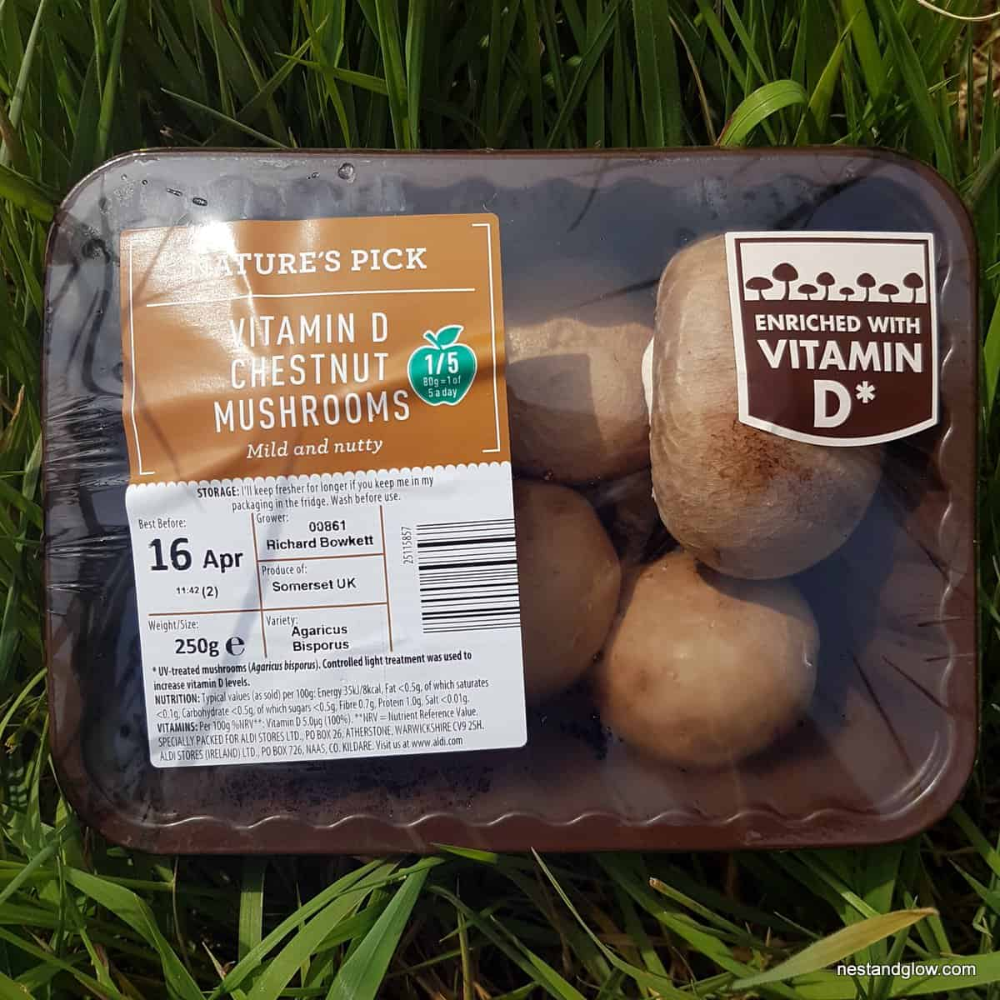 NATURE'S PICK
VITAMIN D
CHESTNUT
MUSHROOMS
Mild and nutty
1/5
80g=1 of
5 a day
STORAGE: I'll keep fresher for longer if you keep me in my
packaging in the fridge. Wash before use.
Best Before:
16 Apr
11:42 (2)
Grower:
00861
Richard Bowkett
Produce of:
Somerset UK
Weight/Size:
250g ℮
Variety:
Agaricus
Bisporus
25115857
* UV-treated mushrooms (Agaricus bisporus). Controlled light treatment was used to
increase vitamin D levels.
NUTRITION: Typical values (as sold) per 100g: Energy 35kJ/8kcal, Fat <0.5g, of which saturates
<0.1g, Carbohydrate <0.5g, of which sugars <0.5g, Fibre 0.7g, Protein 1.0g, Salt <0.01g.
VITAMINS: Per 100g %NRV**: Vitamin D 5.0µg (100%). **NRV = Nutrient Reference Value.
SPECIALLY PACKED FOR ALDI STORES LTD., PO BOX 26, ATHERSTONE, WARWICKSHIRE CV9 2SH.
ALDI STORES (IRELAND) LTD., PO BOX 726, NAAS, CO. KILDARE. Visit us at www.aldi.com
ENRICHED WITH
VITAMIN
D*
nestandglow.com